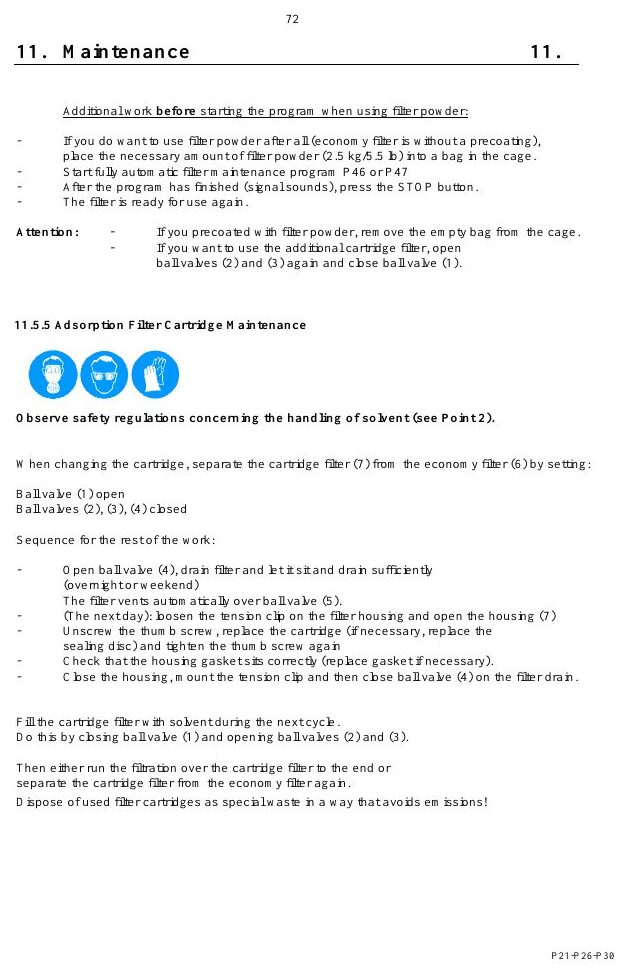 72
11. Maintenance 11.
Additional work before starting the program when using filter powder:
- If you do want to use filter powder after all (economy filter is without a precoating),
place the necessary amount of filter powder (2.5 kg/5.5 lb) into a bag in the cage.
- Start fully automatic filter maintenance program P46 or P47
- After the program has finished (signal sounds), press the STOP button.
- The filter is ready for use again.
Attention: - If you precoated with filter powder, remove the empty bag from the cage.
- If you want to use the additional cartridge filter, open
ball valves (2) and (3) again and close ball valve (1).
11.5.5 Adsorption Filter Cartridge Maintenance
Observe safety regulations concerning the handling of solvent (see Point 2).
When changing the cartridge, separate the cartridge filter (7) from the economy filter (6) by setting:
Ball valve (1) open
Ball valves (2), (3), (4) closed
Sequence for the rest of the work:
- Open ball valve (4), drain filter and let it sit and drain sufficiently
(overnight or weekend)
The filter vents automatically over ball valve (5).
- (The next day): loosen the tension clip on the filter housing and open the housing (7)
- Unscrew the thumb screw, replace the cartridge (if necessary, replace the
sealing disc) and tighten the thumb screw again
- Check that the housing gasket sits correctly (replace gasket if necessary).
- Close the housing, mount the tension clip and then close ball valve (4) on the filter drain.
Fill the cartridge filter with solvent during the next cycle.
Do this by closing ball valve (1) and opening ball valves (2) and (3).
Then either run the filtration over the cartridge filter to the end or
separate the cartridge filter from the economy filter again.
Dispose of used filter cartridges as special waste in a way that avoids emissions!
P21-P26-P30